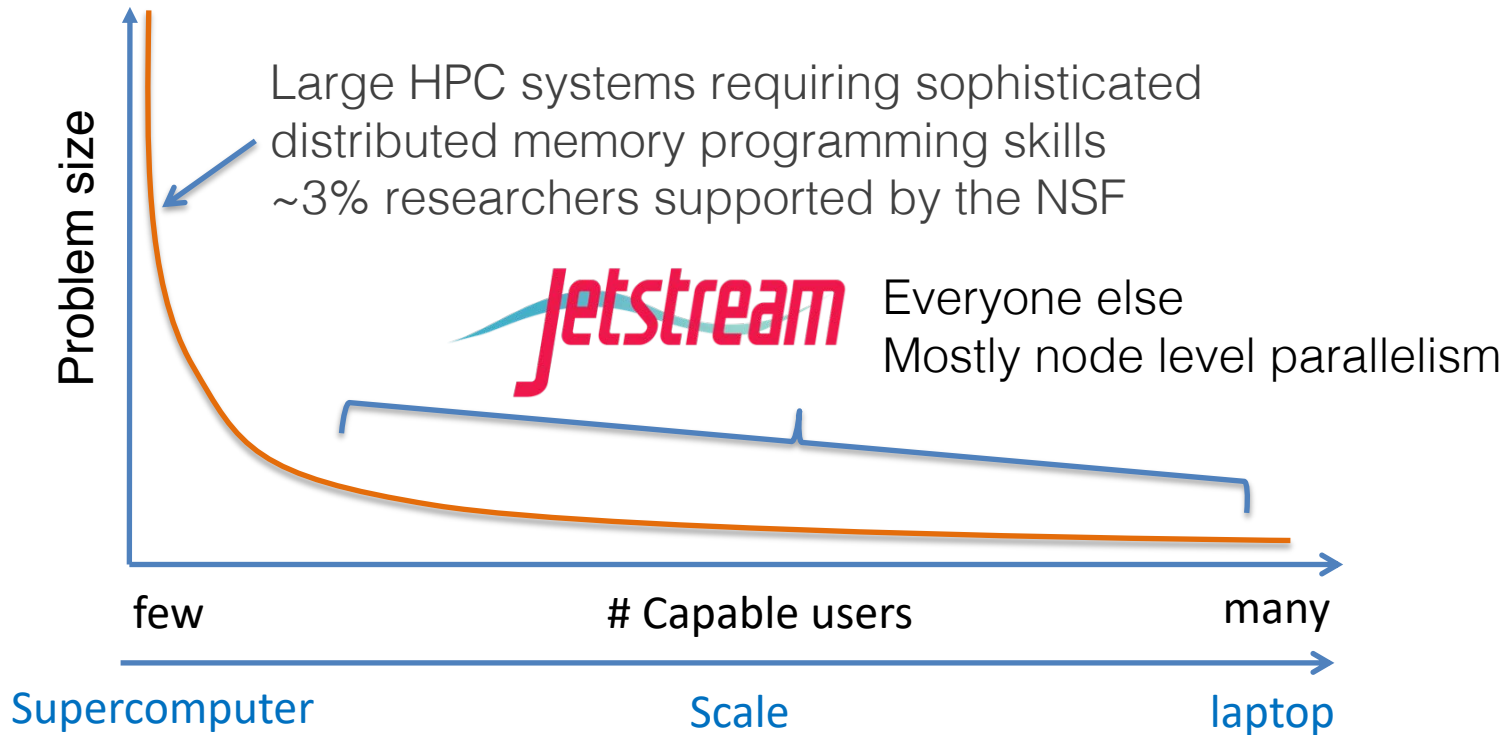 Problem size
Large HPC systems requiring sophisticated
distributed memory programming skills
~3% researchers supported by the NSF
Jetstream
Everyone else
Mostly node level parallelism
few
# Capable users
many
Supercomputer
Scale
laptop